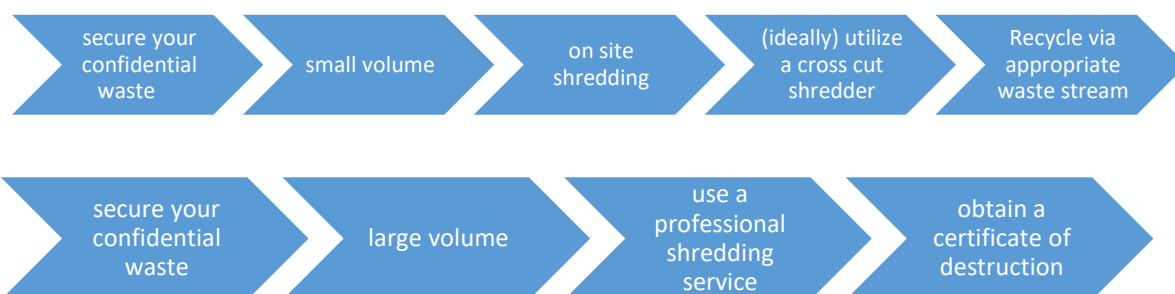 secure your
confidential
waste
small volume
on site
shredding
(ideally) utilize
a cross cut
shredder
Recycle via
appropriate
waste stream
secure your
confidential
waste
large volume
use a
professional
shredding
service
obtain a
certificate of
destruction